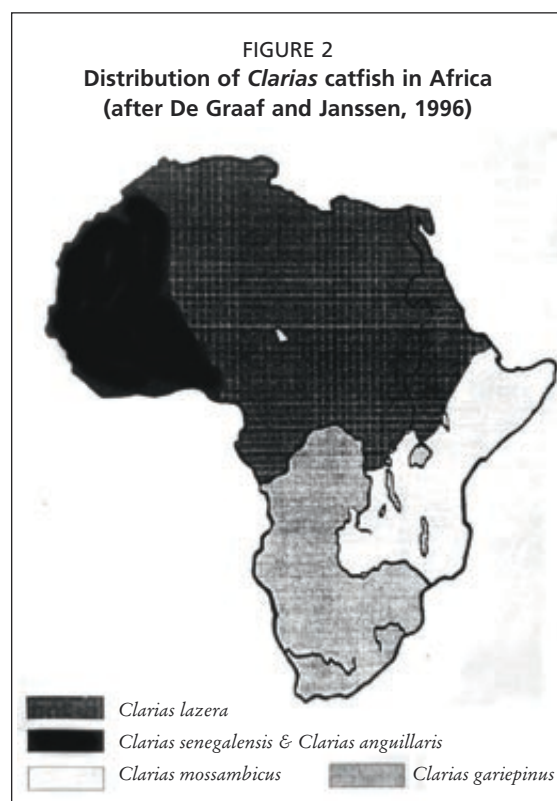 FIGURE 2
Distribution of Clarias catfish in Africa
(after De Graaf and Janssen, 1996)
Clarias lazera
Clarias senegalensis & Clarias anguillaris
Clarias mossambicus
Clarias gariepinus